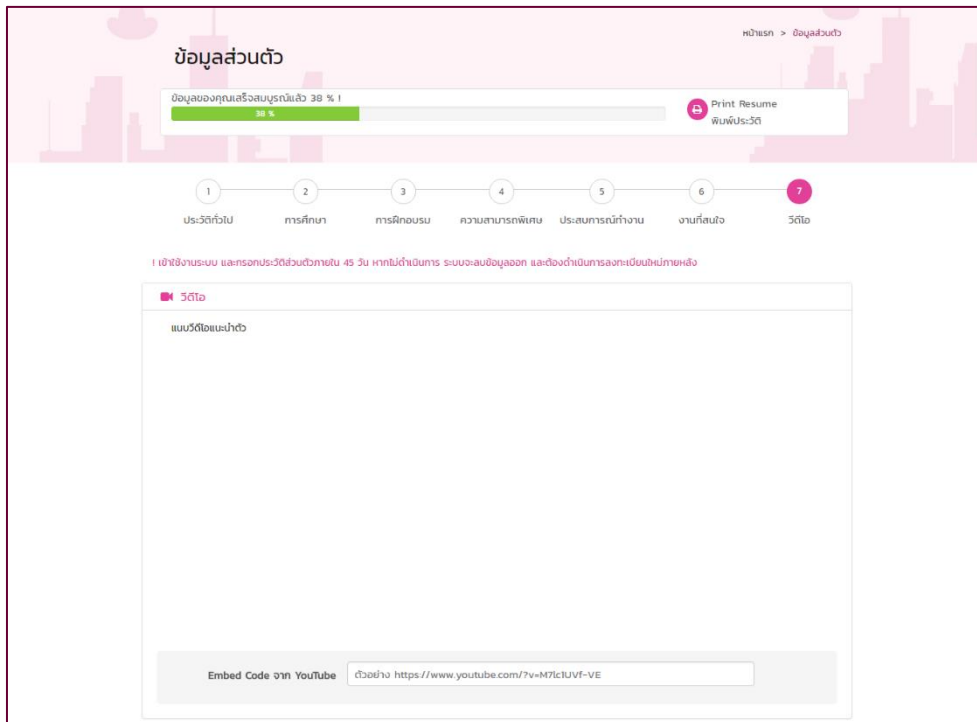 หน้าแรก > ข้อมูลส่วนตัว
ข้อมูลส่วนตัว
ข้อมูลของคุณเสร็จสมบูรณ์แล้ว 38 % !
38 %
Print Resume
พิมพ์ประวัติ
1 2 3 4 5 6 7
ประวัติทั่วไป การศึกษา การฝึกอบรม ความสามารถพิเศษ ประสบการณ์ทำงาน งานที่สนใจ วีดีโอ
! เข้าใช้งานระบบ และกรอกประวัติส่วนตัวภายใน 45 วัน หากไม่ดำเนินการ ระบบจะลบข้อมูลออก และต้องดำเนินการลงทะเบียนใหม่ภายหลัง
วีดีโอ
แนบวีดีโอแนะนำตัว
Embed Code จาก YouTube ตัวอย่าง https://www.youtube.com/?v=M7lc1UVf-VE